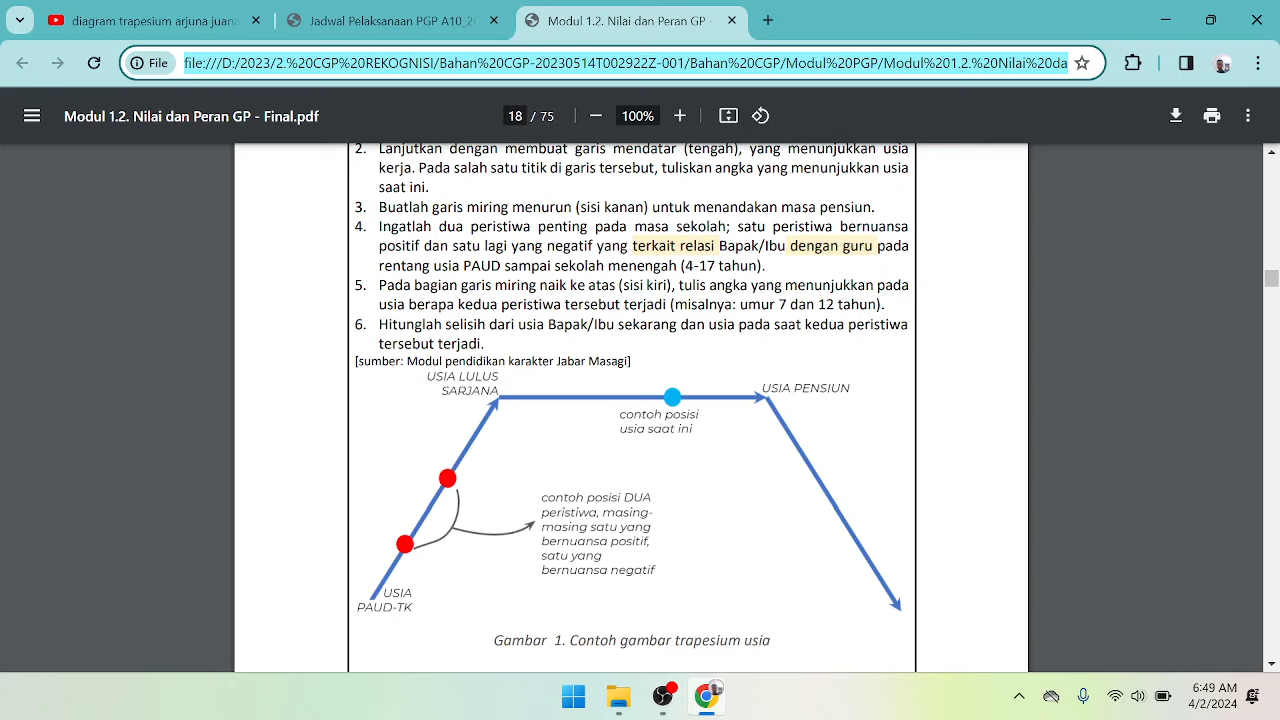 diagram trapesium arjuna juana
Jadwal Pelaksanaan PGP A10_2
Modul 1.2. Nilai dan Peran GP -
File
file:///D:/2023/2.%20CGP%20REKOGNISI/Bahan%20CGP-20230514T002922Z-001/Bahan%20CGP/Modul%20PGP/Modul%201.2.%20Nilai%20da
Modul 1.2. Nilai dan Peran GP - Final.pdf
18 / 75
100%
2. Lanjutkan dengan membuat garis mendatar (tengah), yang menunjukkan usia
kerja. Pada salah satu titik di garis tersebut, tuliskan angka yang menunjukkan usia
saat ini.
3. Buatlah garis miring menurun (sisi kanan) untuk menandakan masa pensiun.
4. Ingatlah dua peristiwa penting pada masa sekolah; satu peristiwa bernuansa
positif dan satu lagi yang negatif yang terkait relasi Bapak/Ibu dengan guru pada
rentang usia PAUD sampai sekolah menengah (4-17 tahun).
5. Pada bagian garis miring naik ke atas (sisi kiri), tulis angka yang menunjukkan pada
usia berapa kedua peristiwa tersebut terjadi (misalnya: umur 7 dan 12 tahun).
6. Hitunglah selisih dari usia Bapak/Ibu sekarang dan usia pada saat kedua peristiwa
tersebut terjadi.
[sumber: Modul pendidikan karakter Jabar Masagi]
USIA LULUS
SARJANA
USIA PENSIUN
contoh posisi
usia saat ini
contoh posisi DUA
peristiwa, masing-
masing satu yang
bernuansa positif,
satu yang
bernuansa negatif
USIA
PAUD-TK
Gambar 1. Contoh gambar trapesium usia
6:49 AM
4/2/2024